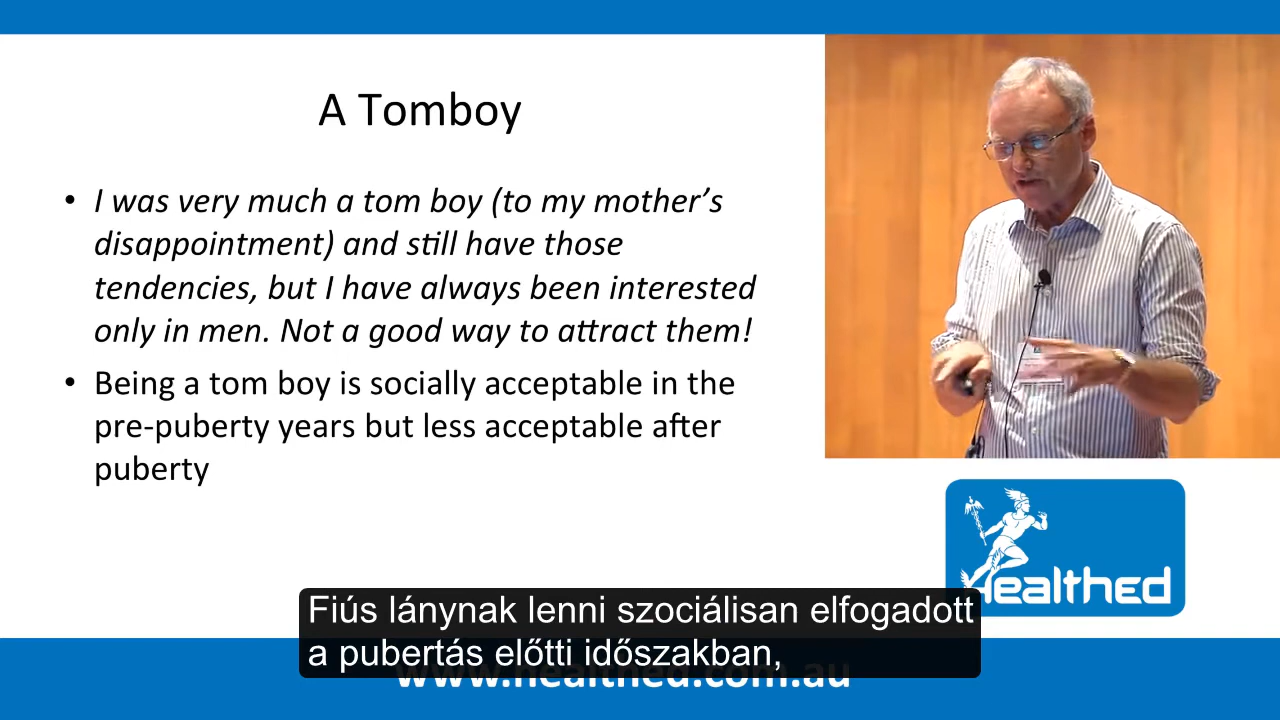 A Tomboy
• I was very much a tom boy (to my mother's
disappointment) and still have those
tendencies, but I have always been interested
only in men. Not a good way to attract them!
• Being a tom boy is socially acceptable in the
pre-puberty years but less acceptable after
puberty
Healthed
Fiús lánynak lenni szociálisan elfogadott
a pubertás előtti időszakban,
www.healthed.com.au